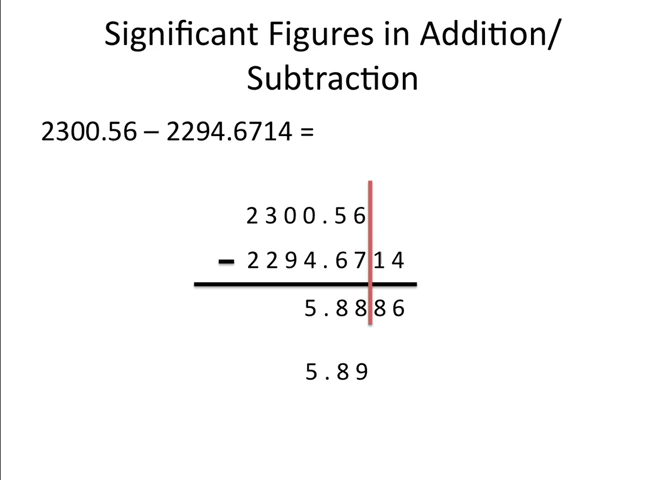 Significant Figures in Addition/
Subtraction
2300.56 – 2294.6714 =
2300.56
- 2294.6714
5.8886
5.89